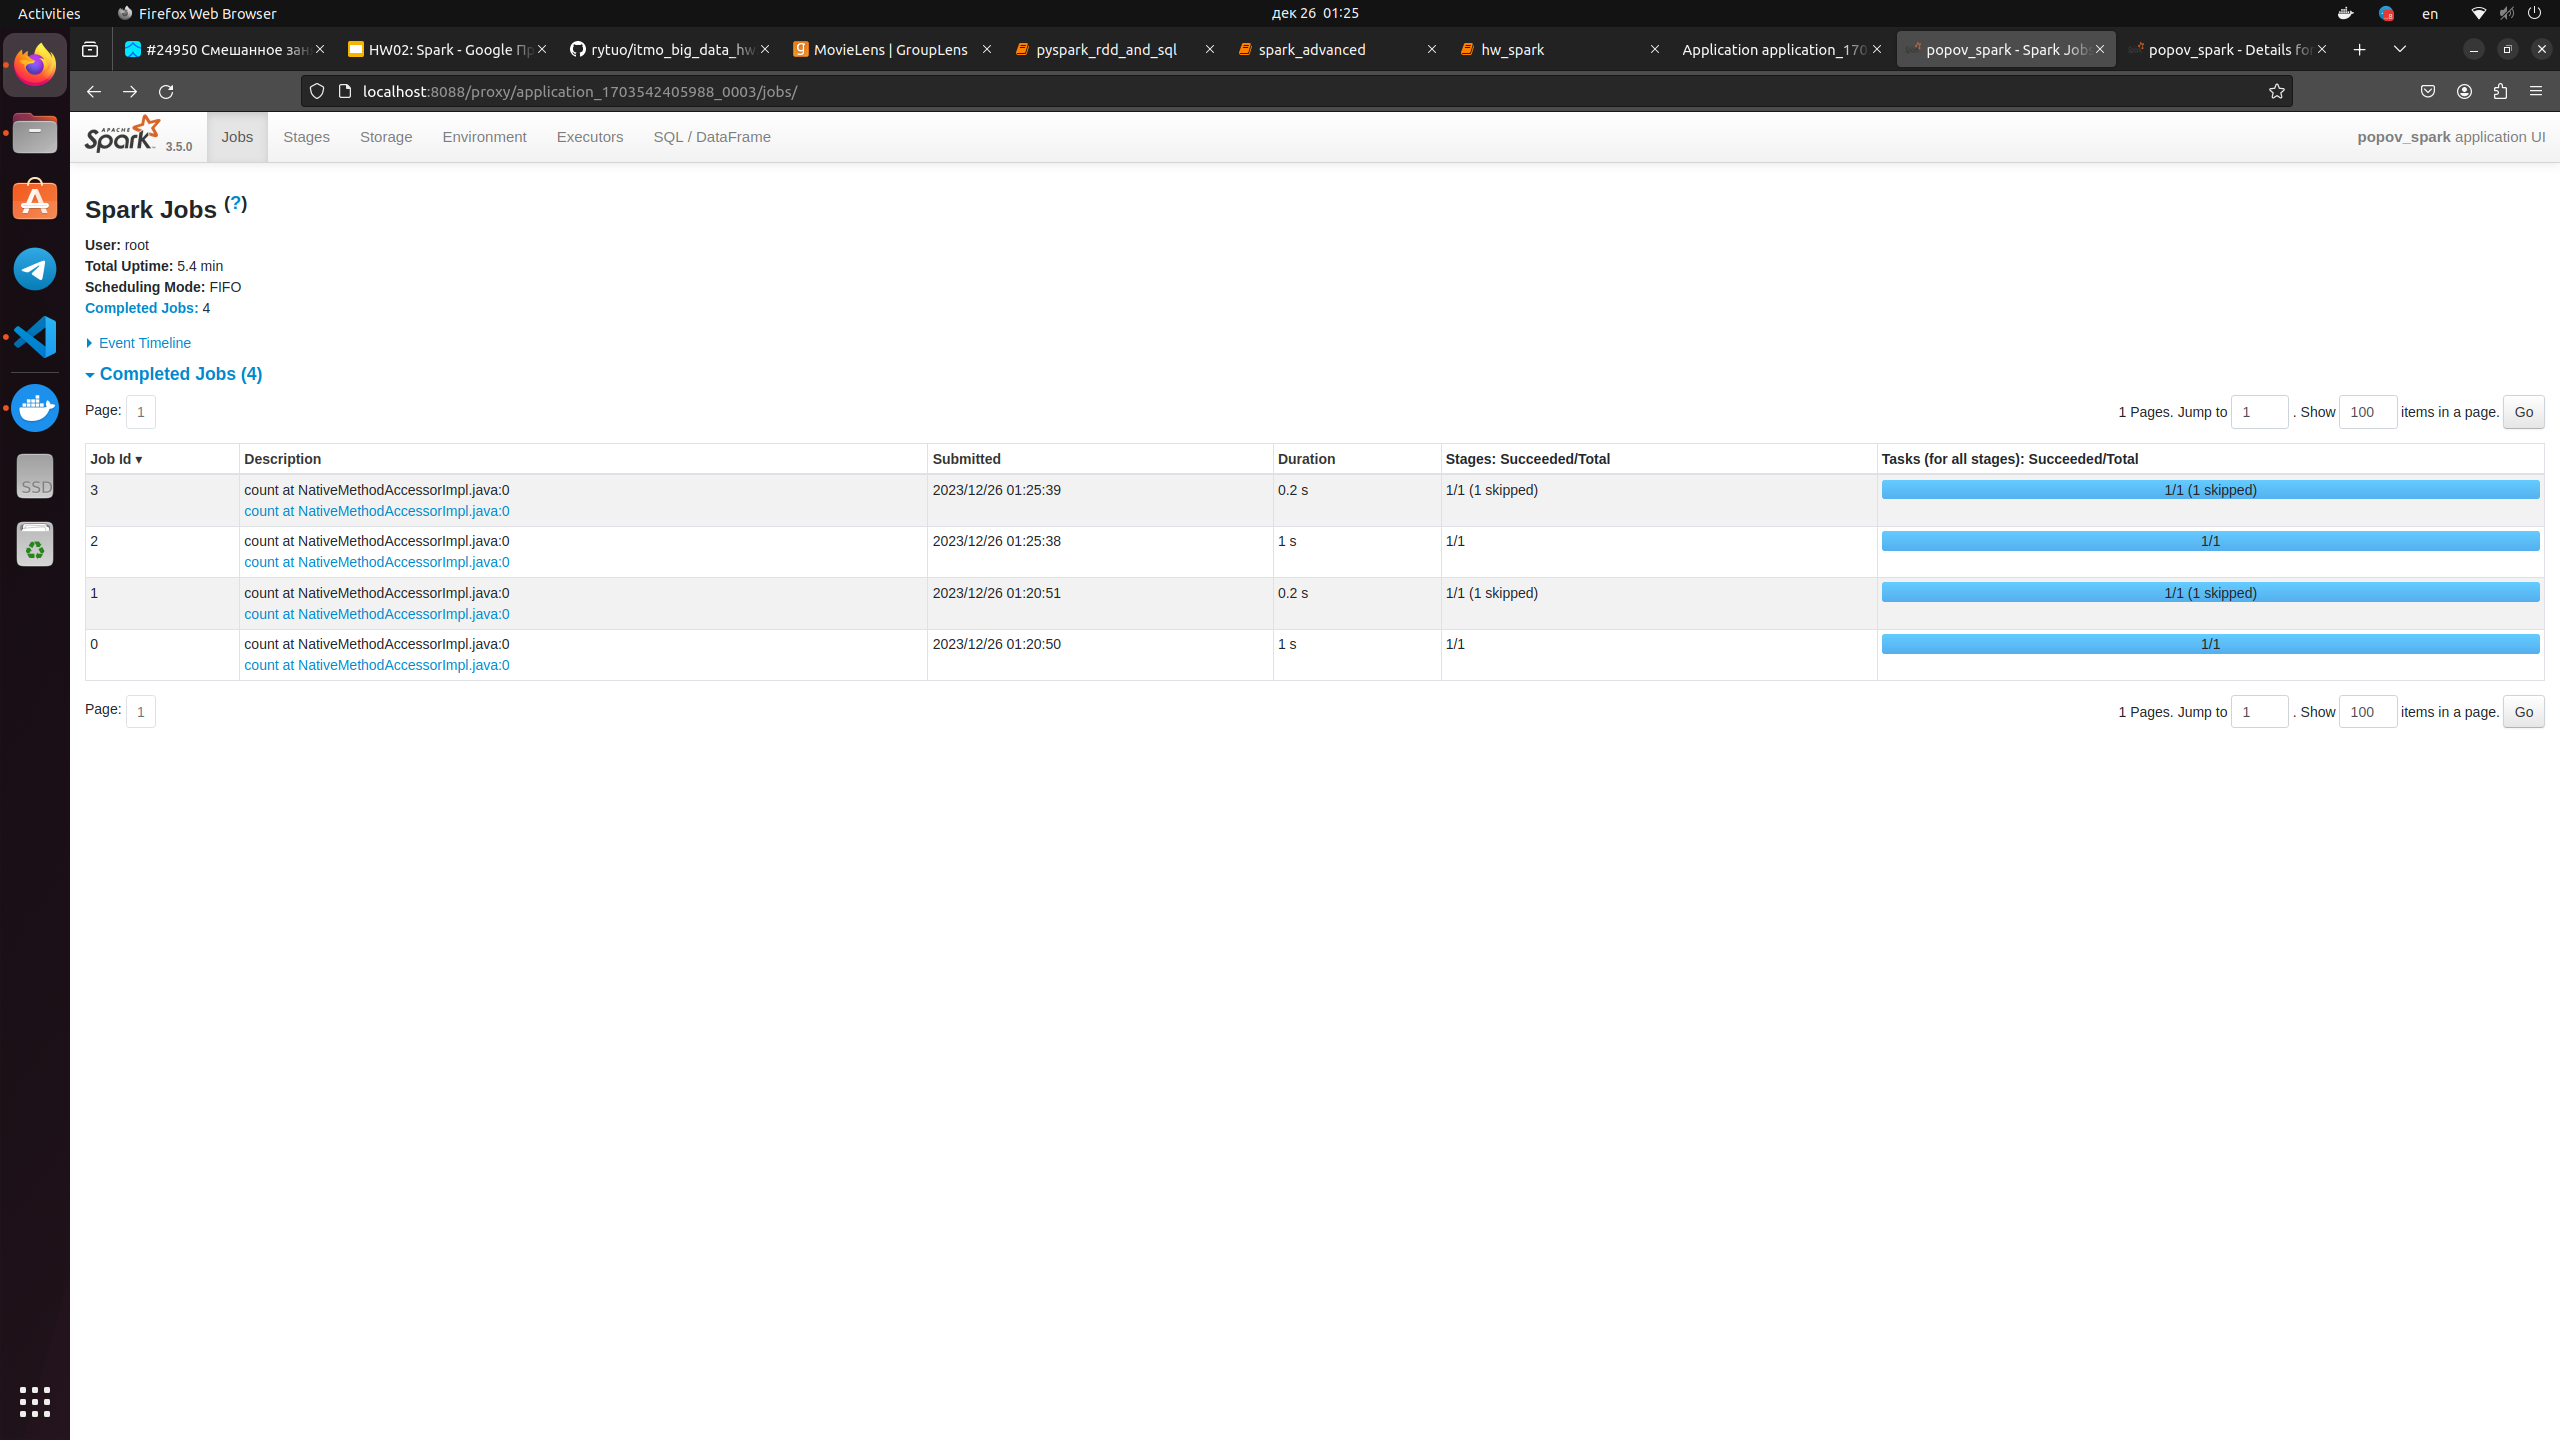 Activities Firefox Web Browser дек 26 01:25 en
#24950 Смешанное зан HW02: Spark - Google Пр rytuo/itmo_big_data_hw MovieLens | GroupLens pyspark_rdd_and_sql spark_advanced hw_spark Application application_170 popov_spark - Spark Jobs popov_spark - Details for
localhost:8088/proxy/application_1703542405988_0003/jobs/
APACHE Spark 3.5.0 Jobs Stages Storage Environment Executors SQL / DataFrame popov_spark application UI
Spark Jobs (?)
User: root
Total Uptime: 5.4 min
Scheduling Mode: FIFO
Completed Jobs: 4
Event Timeline
Completed Jobs (4)
Page: 1 1 Pages. Jump to 1 . Show 100 items in a page. Go
Job Id ▾ Description Submitted Duration Stages: Succeeded/Total Tasks (for all stages): Succeeded/Total
3 count at NativeMethodAccessorImpl.java:0 2023/12/26 01:25:39 0.2 s 1/1 (1 skipped) 1/1 (1 skipped)
count at NativeMethodAccessorImpl.java:0
2 count at NativeMethodAccessorImpl.java:0 2023/12/26 01:25:38 1 s 1/1 1/1
count at NativeMethodAccessorImpl.java:0
1 count at NativeMethodAccessorImpl.java:0 2023/12/26 01:20:51 0.2 s 1/1 (1 skipped) 1/1 (1 skipped)
count at NativeMethodAccessorImpl.java:0
0 count at NativeMethodAccessorImpl.java:0 2023/12/26 01:20:50 1 s 1/1 1/1
count at NativeMethodAccessorImpl.java:0
Page: 1 1 Pages. Jump to 1 . Show 100 items in a page. Go
SSD